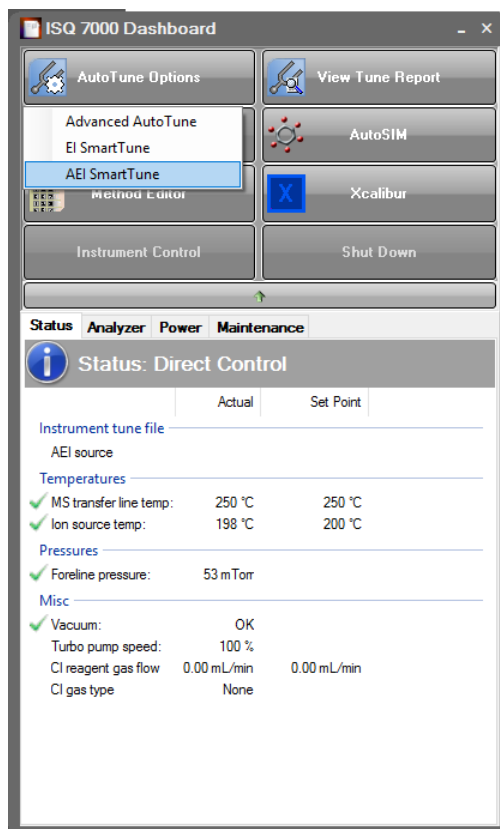 ISQ 7000 Dashboard
AutoTune Options
View Tune Report
Advanced AutoTune
EI SmartTune
AEI SmartTune
AutoSIM
Method Editor
X
Xcalibur
Instrument Control
Shut Down
Status Analyzer Power Maintenance
i
Status: Direct Control
Actual Set Point
Instrument tune file
AEI source
Temperatures
MS transfer line temp: 250 °C 250 °C
Ion source temp: 198 °C 200 °C
Pressures
Foreline pressure: 53 mTorr
Misc
Vacuum: OK
Turbo pump speed: 100 %
CI reagent gas flow 0.00 mL/min 0.00 mL/min
CI gas type None